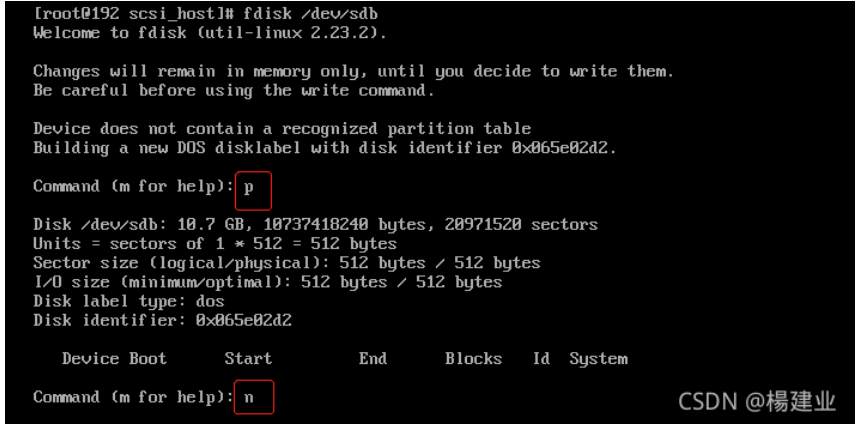 [root@192 scsi_host]# fdisk /dev/sdb
Welcome to fdisk (util-linux 2.23.2).
Changes will remain in memory only, until you decide to write them.
Be careful before using the write command.
Device does not contain a recognized partition table
Building a new DOS disklabel with disk identifier 0x065e02d2.
Command (m for help): p
Disk /dev/sdb: 10.7 GB, 10737418240 bytes, 20971520 sectors
Units = sectors of 1 * 512 = 512 bytes
Sector size (logical/physical): 512 bytes / 512 bytes
I/O size (minimum/optimal): 512 bytes / 512 bytes
Disk label type: dos
Disk identifier: 0x065e02d2
Device Boot Start End Blocks Id System
Command (m for help): n
CSDN @楊建业